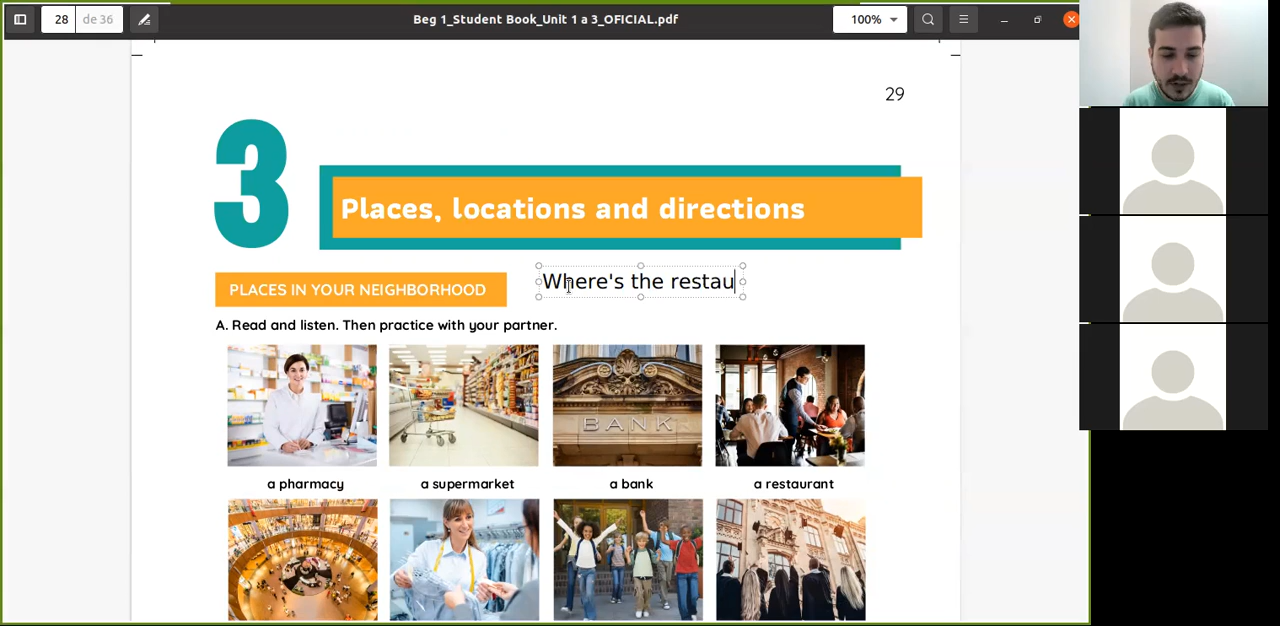 28 de 36
Beg 1_Student Book_Unit 1 a 3_OFICIAL.pdf
100%
29
3
Places, locations and directions
PLACES IN YOUR NEIGHBORHOOD
Where's the restau
A. Read and listen. Then practice with your partner.
BANK
a pharmacy
a supermarket
a bank
a restaurant